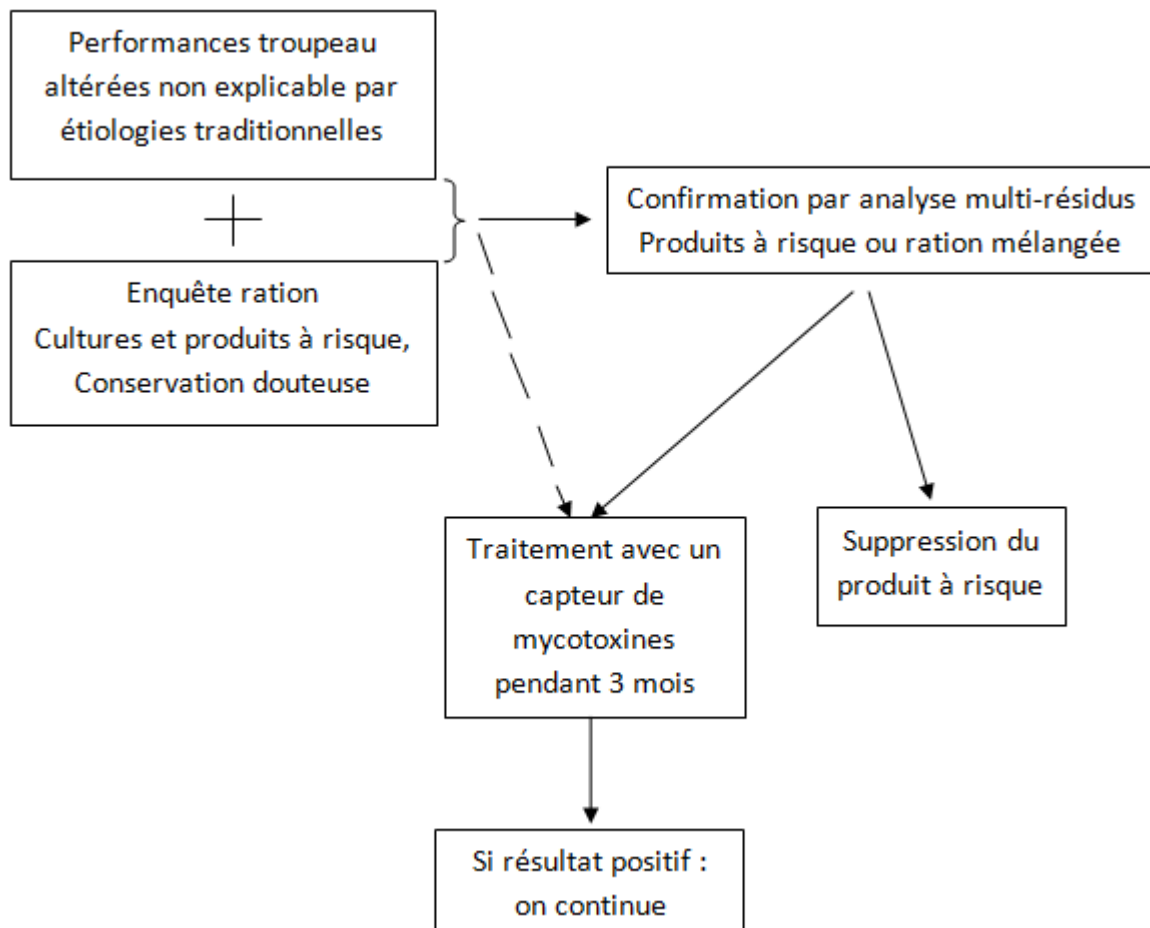 Performances troupeau
altérées non explicable par
étiologies traditionnelles
Enquête ration
Cultures et produits à risque,
Conservation douteuse
Confirmation par analyse multi-résidus
Produits à risque ou ration mélangée
Traitement avec un
capteur de
mycotoxines
pendant 3 mois
Suppression du
produit à risque
Si résultat positif :
on continue